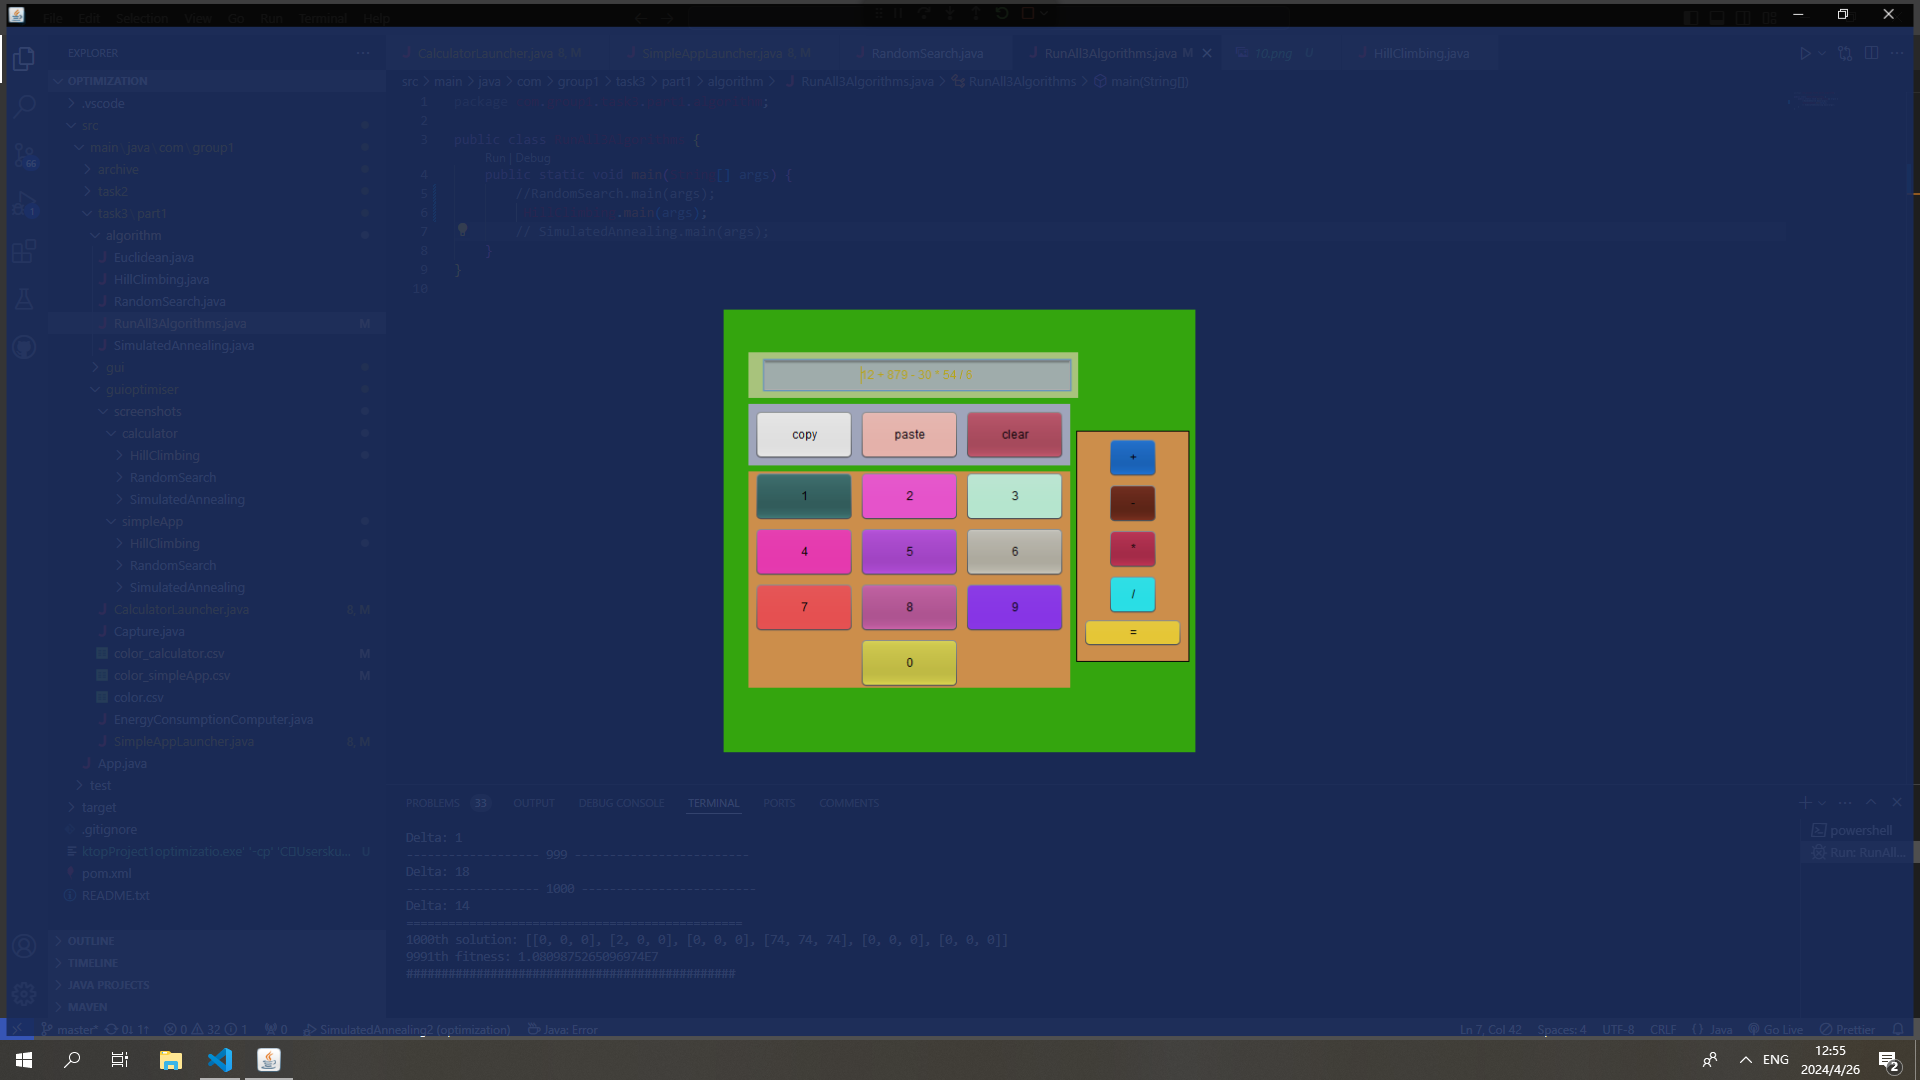 File Edit Selection View Go Run Terminal Help
EXPLORER
OPTIMIZATION
.vscode
src
main \ java \ com \ group1
archive
task2
task3 \ part1
algorithm
Euclidean.java
HillClimbing.java
RandomSearch.java
RunAll3Algorithms.java M
SimulatedAnnealing.java
gui
guioptimiser
screenshots
calculator
HillClimbing
RandomSearch
SimulatedAnnealing
simpleApp
HillClimbing
RandomSearch
SimulatedAnnealing
CalculatorLauncher.java 8, M
Capture.java
color_calculator.csv M
color_simpleApp.csv M
color.csv
EnergyConsumptionComputer.java
SimpleAppLauncher.java 8, M
App.java
test
target
.gitignore
ktopProject1optimizatio.exe' '-cp' 'C Usersku... U
pom.xml
README.txt
OUTLINE
TIMELINE
JAVA PROJECTS
MAVEN
CalculatorLauncher.java 8, M SimpleAppLauncher.java 8, M RandomSearch.java RunAll3Algorithms.java M 10.png U HillClimbing.java
src > main > java > com > group1 > task3 > part1 > algorithm > RunAll3Algorithms.java > RunAll3Algorithms > main(String[])
1 package ;
2
3 public class {
Run | Debug
4 public static void main( [] args) {
5 //RandomSearch.main(args);
6 .main(args);
7 // SimulatedAnnealing.main(args);
8 }
9 }
10
12 + 879 - 30 * 54 / 6
copy paste clear
1 2 3
4 5 6
7 8 9
0
+
-
*
/
=
PROBLEMS 33 OUTPUT DEBUG CONSOLE TERMINAL PORTS COMMENTS
Delta: 1
------------------- 999 -------------------------
Delta: 18
------------------- 1000 -------------------------
Delta: 14
================================================
1000th solution: [[0, 0, 0], [2, 0, 0], [0, 0, 0], [74, 74, 74], [0, 0, 0], [0, 0, 0]]
9991th fitness: 1.0809875265096974E7
###############################################
powershell
Run: RunAll...
master* 0↓ 1↑ 0 32 1 0 SimulatedAnnealing2 (optimization) Java: Error
Ln 7, Col 42 Spaces: 4 UTF-8 CRLF {} Java Go Live Prettier
ENG
12:55
2024/4/26
2